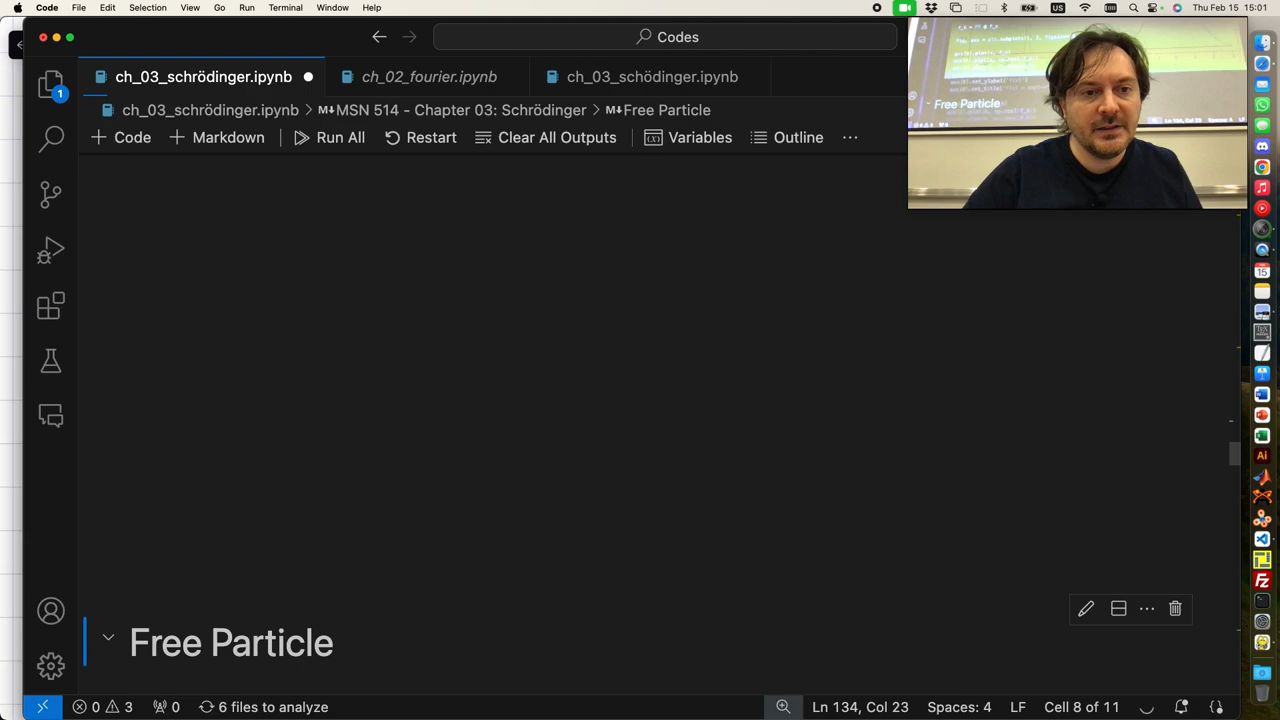 Code File Edit Selection View Go Run Terminal Window Help US Thu Feb 15 15:01
Codes
ch_03_schrödinger.ipynb ch_02_fourier.ipynb ch_03_schödinger.ipynb
ch_03_schrödinger.ipynb > MSN 514 - Chapter 03: Schrödinger > Free Particle
+ Code + Markdown Run All Restart Clear All Outputs Variables Outline ...
1
Free Particle
Free Particle
0 3 0 6 files to analyze Ln 134, Col 23 Spaces: 4 LF Cell 8 of 11